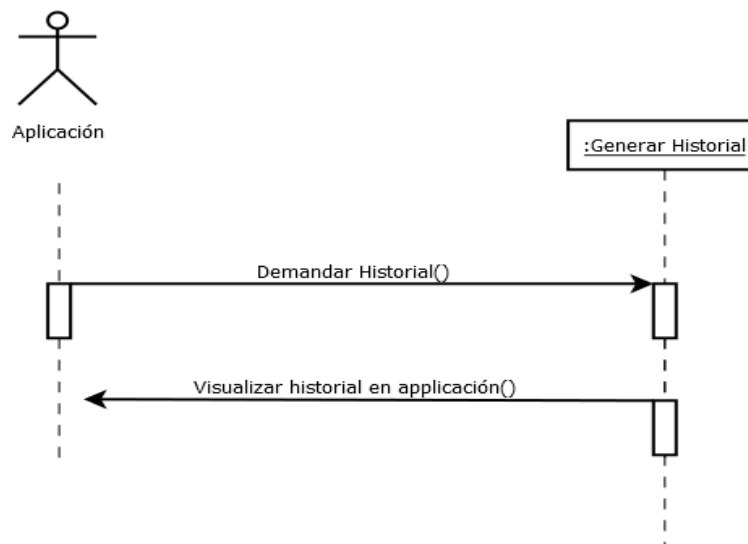 Aplicación
:Generar Historial
Demandar Historial()
Visualizar historial en applicación()